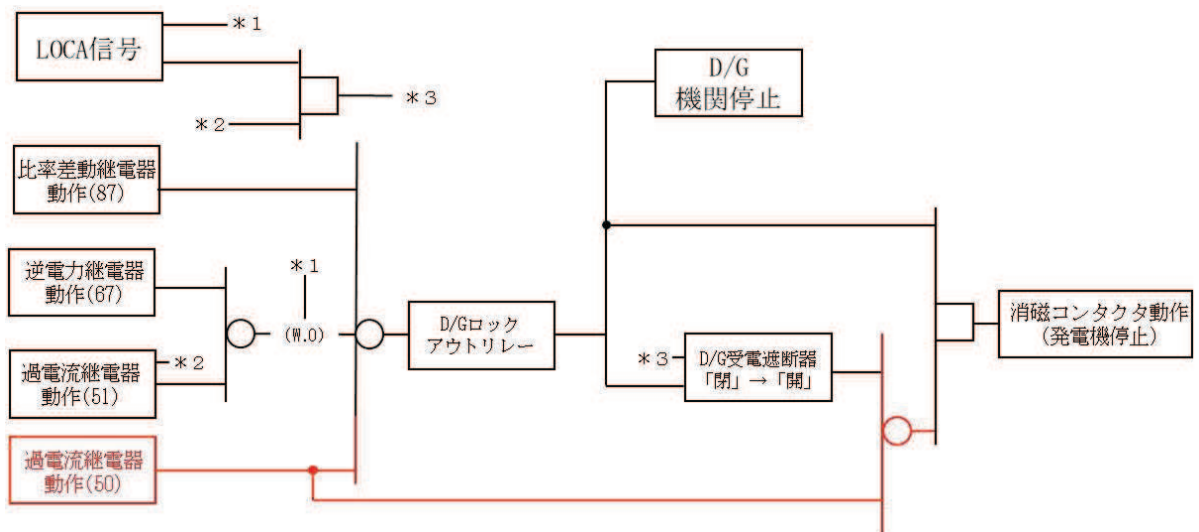 LOCA信号
＊1
＊2
＊3
比率差動継電器
動作(87)
逆電力継電器
動作(67)
＊1
(W.O)
過電流継電器
動作(51)
＊2
過電流継電器
動作(50)
D/Gロック
アウトリレー
D/G
機関停止
＊3
D/G受電遮断器
「閉」→「開」
消磁コンタクタ動作
(発電機停止)